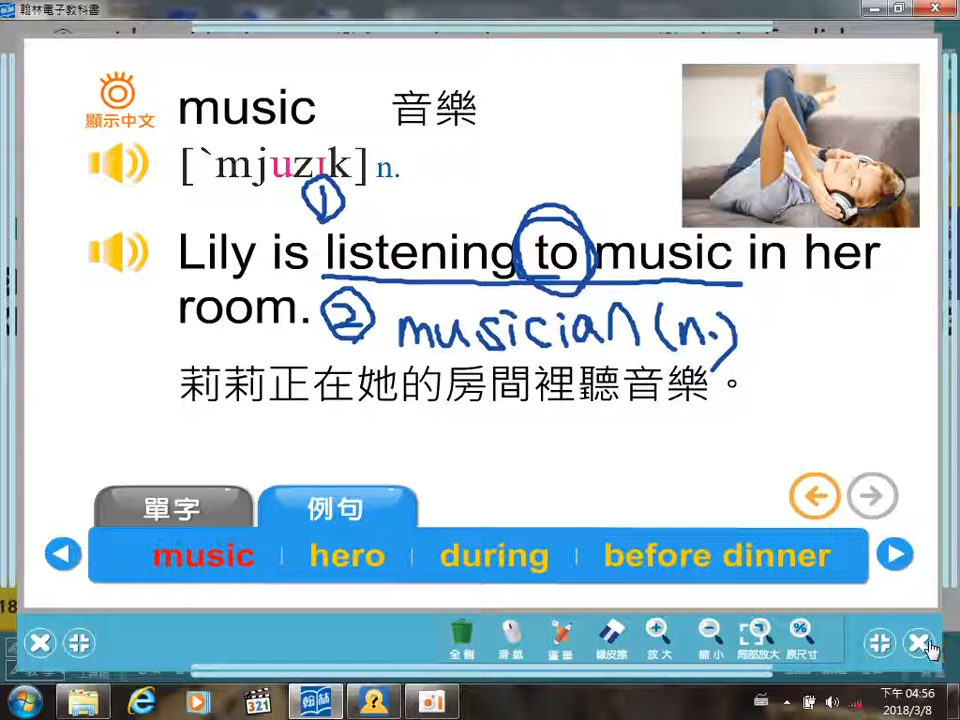 翰林電子教科書
顯示中文
music 音樂
[ˋmjuzɪk] n.
①
Lily is listening to music in her
room. ② musician (n.)
莉莉正在她的房間裡聽音樂。
單字 例句
music | hero | during | before dinner
全刪 滑鼠 畫筆 橡皮擦 放大 縮小 局部放大 原尺寸
翰林
321
下午 04:56
2018/3/8